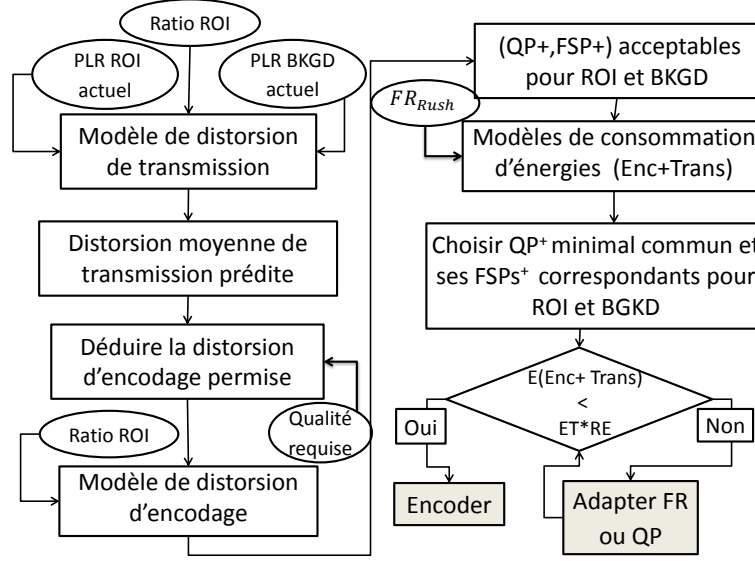 Ratio ROI
PLR ROI
actuel
PLR BKGD
actuel
Modèle de distorsion
de transmission
Distorsion moyenne de
transmission prédite
Déduire la distorsion
d'encodage permise
Ratio ROI
Qualité
requise
Modèle de distorsion
d'encodage
(QP+,FSP+) acceptables
pour ROI et BKGD
FR_Rush
Modèles de consommation
d'énergies (Enc+Trans)
Choisir QP⁺ minimal commun et
ses FSPs⁺ correspondants pour
ROI et BGKD
E(Enc+ Trans)
<
ET*RE
Oui
Non
Encoder
Adapter FR
ou QP